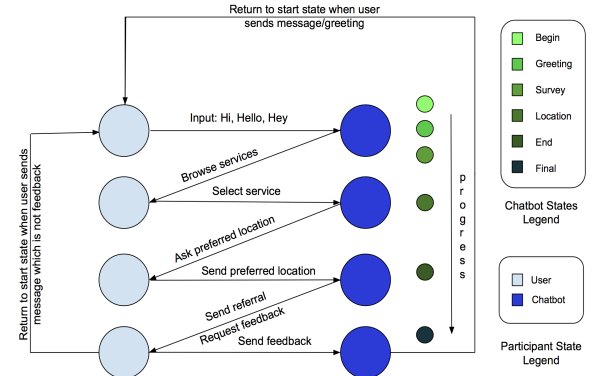 Return to start state when user
sends message/greeting
Input: Hi, Hello, Hey
Browse services
Select service
Ask preferred location
Send preferred location
Send referral
Request feedback
Send feedback
Return to start state when user sends
message which is not feedback
progress
Begin
Greeting
Survey
Location
End
Final
Chatbot States
Legend
User
Chatbot
Participant State
Legend